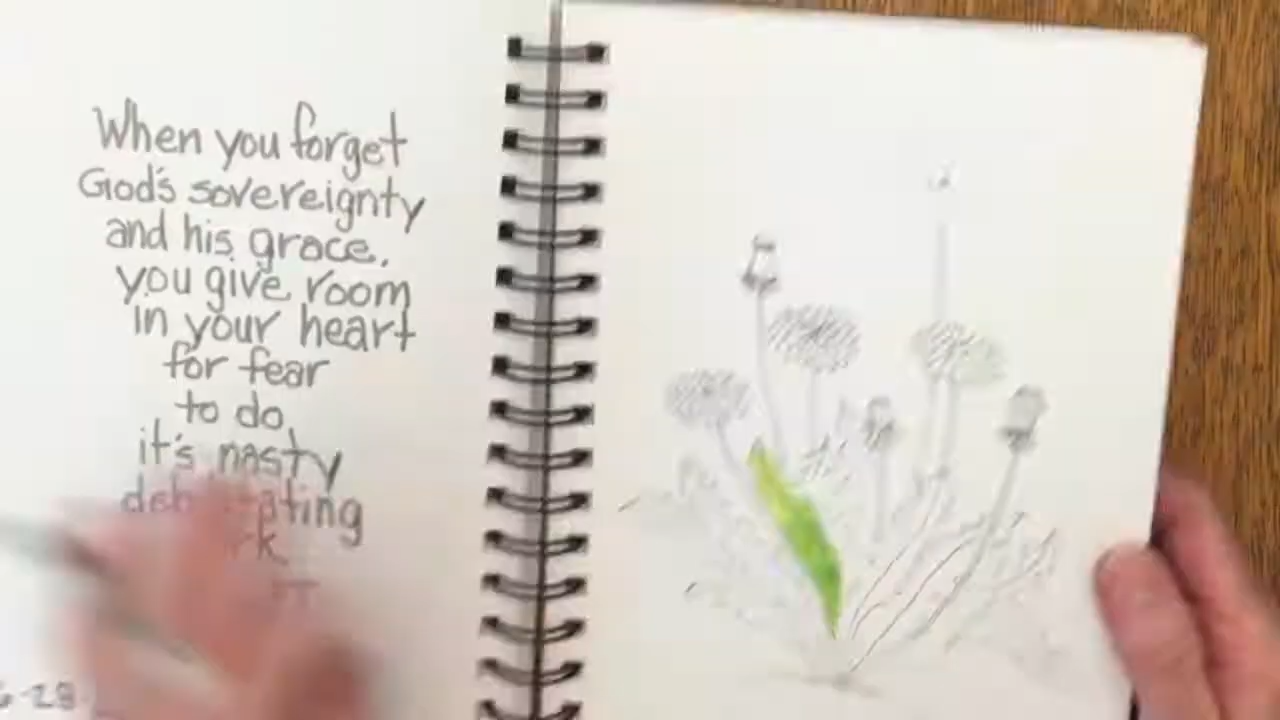 When you forget
God's sovereignty
and his grace,
you give room
in your heart
for fear
to do
it's nasty
-28